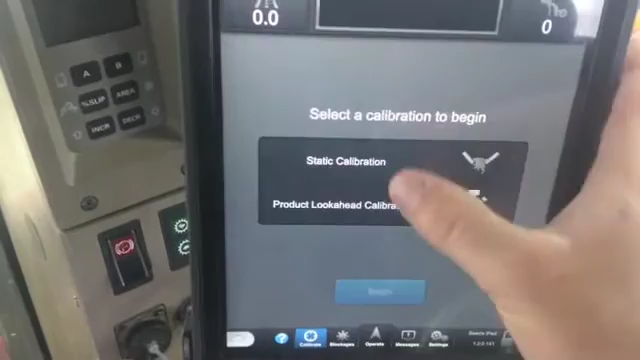 0.0
0
A
B
%SLIP
AREA
INCR
DECR
Select a calibration to begin
Static Calibration
Product Lookahead
Begin
Calibrate
Blockages
Operate
Messages
Settings